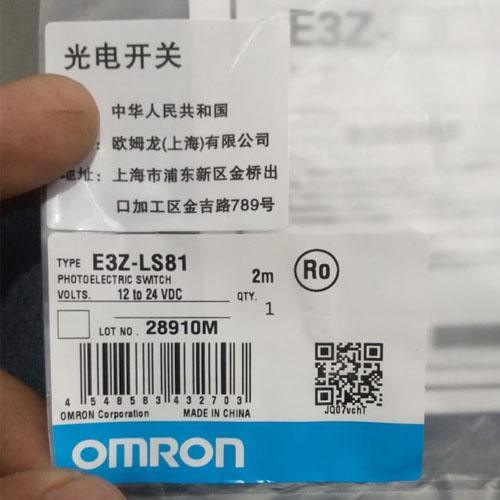 E3Z-
光电开关
中华人民共和国
欧姆龙(上海)有限公司
地址： 上海市浦东新区金桥出
口加工区金吉路789号
TYPE E3Z-LS81 2m
PHOTOELECTRIC SWITCH
VOLTS. 12 to 24 VDC QTY. 1
LOT NO. 28910M
Ro
4 548583 432703
OMRON Corporation MADE IN CHINA
JQ07vchT
OMRON